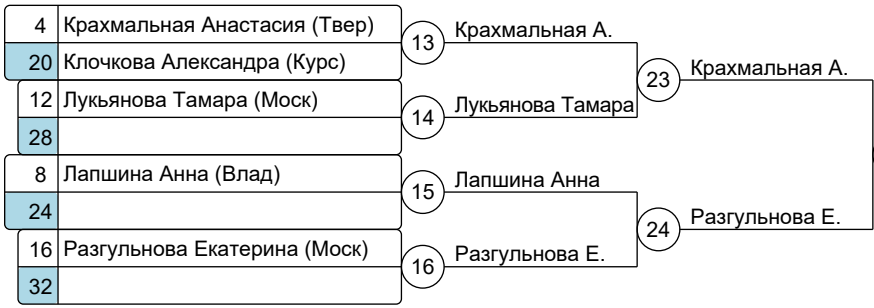 4 Крахмальная Анастасия (Твер)
20 Клочкова Александра (Курс)
12 Лукьянова Тамара (Моск)
28
8 Лапшина Анна (Влад)
24
16 Разгульнова Екатерина (Моск)
32
13 Крахмальная А.
14 Лукьянова Тамара
15 Лапшина Анна
16 Разгульнова Е.
23 Крахмальная А.
24 Разгульнова Е.